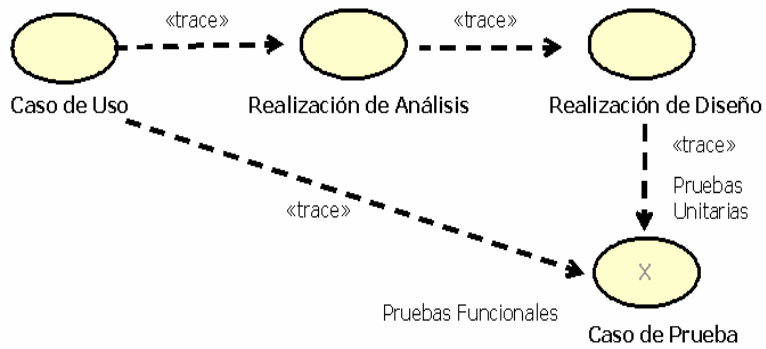 «trace»
«trace»
Caso de Uso
Realización de Análisis
Realización de Diseño
«trace»
Pruebas
Unitarias
«trace»
X
Pruebas Funcionales
Caso de Prueba